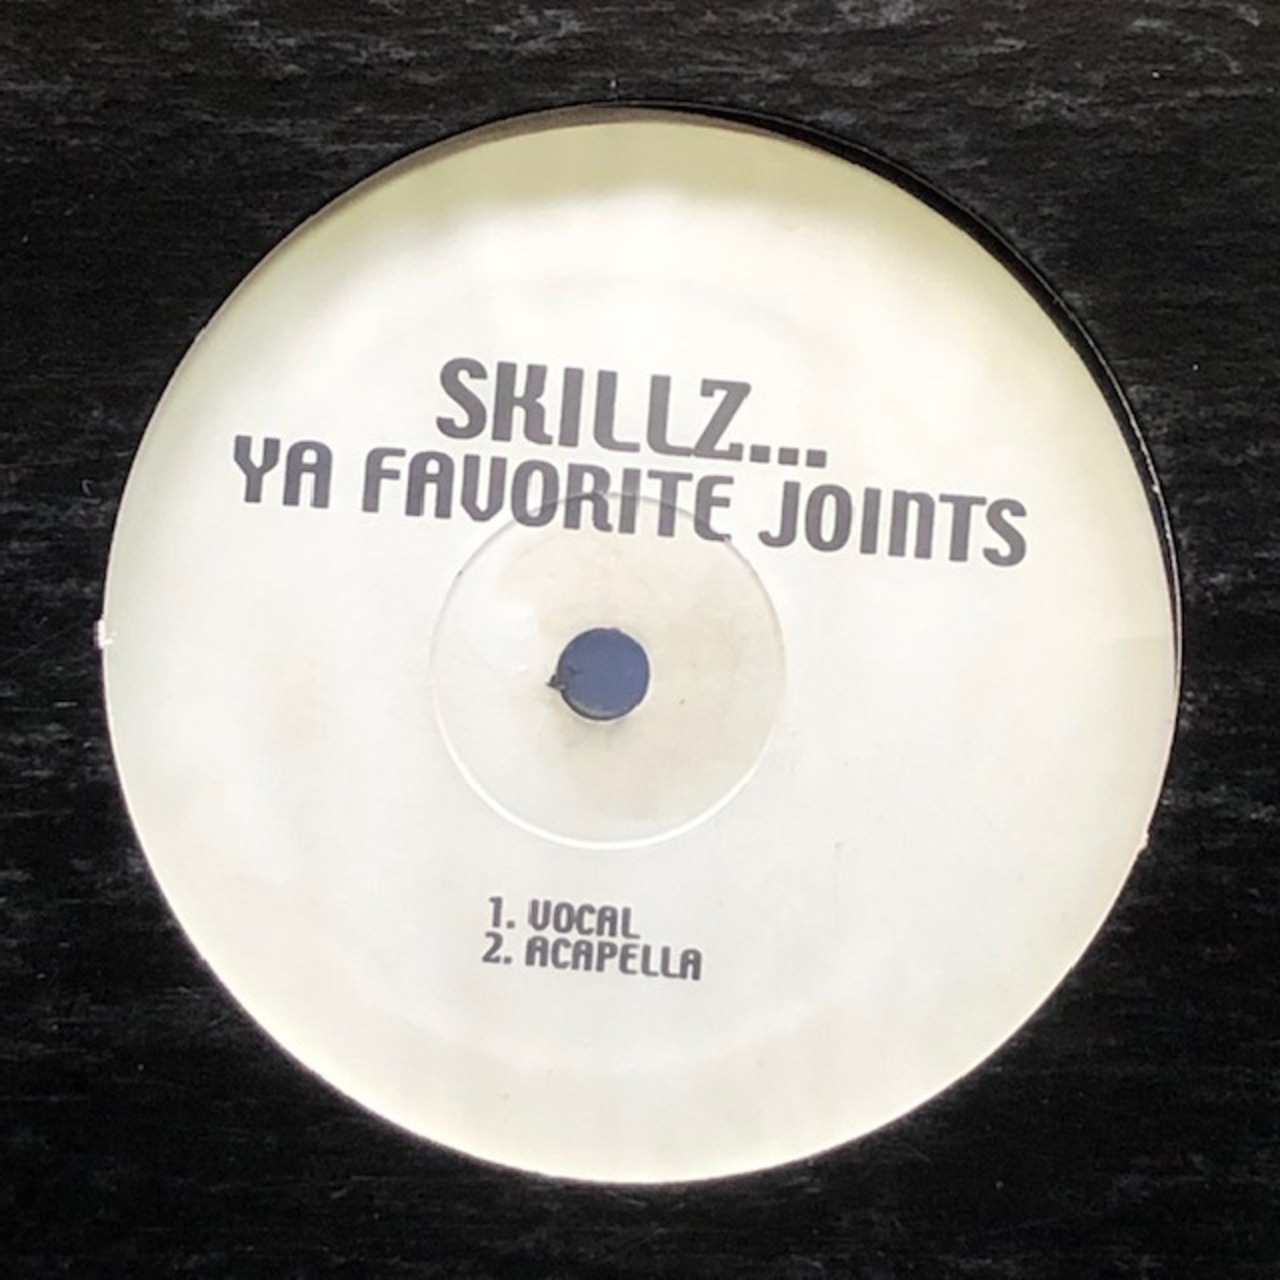 SKILLZ...
YA FAVORITE JOINTS
1. VOCAL
2. ACAPELLA